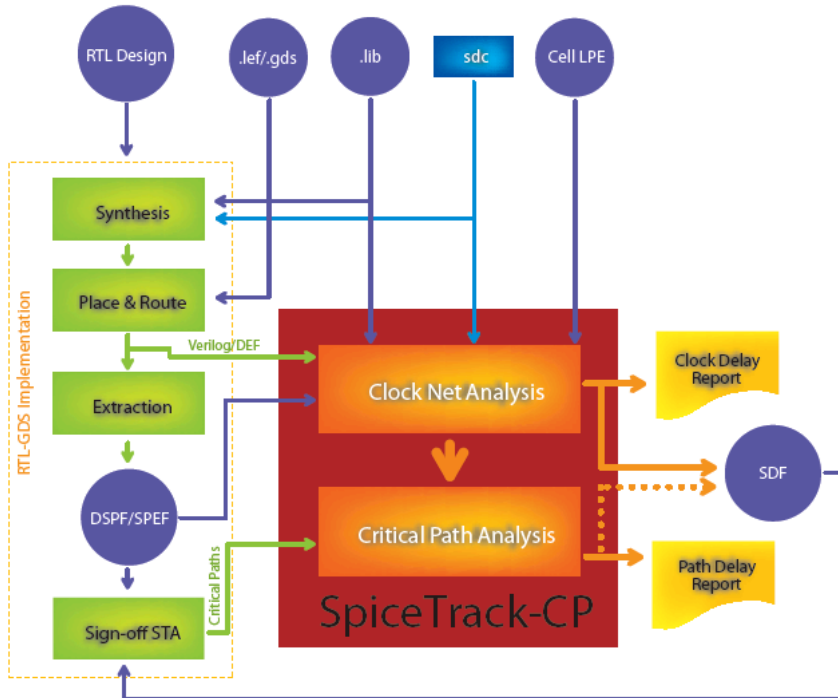 RTL Design
.lef/.gds
.lib
sdc
Cell LPE
Synthesis
Place & Route
Verilog/DEF
Extraction
RTL-GDS Implementation
DSPF/SPEF
Critical Paths
Sign-off STA
Clock Net Analysis
Critical Path Analysis
SpiceTrack-CP
Clock Delay
Report
SDF
Path Delay
Report